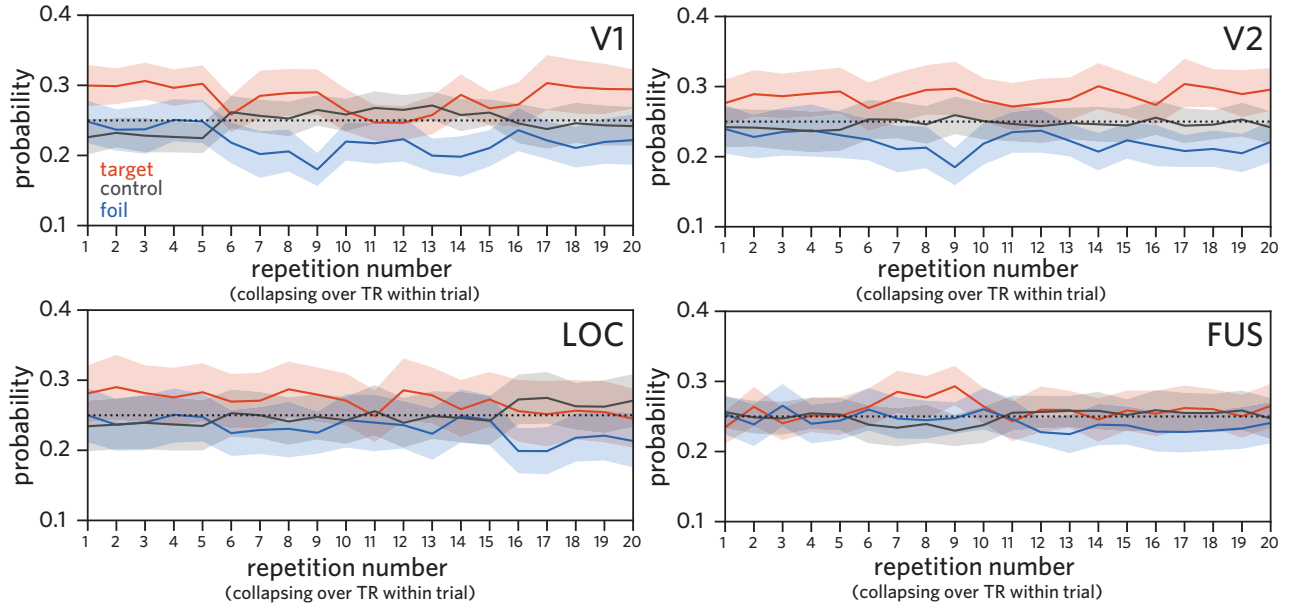 V1
0.4
0.3
0.2
0.1
probability
target
control
foil
1 2 3 4 5 6 7 8 9 10 11 12 13 14 15 16 17 18 19 20
repetition number
(collapsing over TR within trial)
V2
0.4
0.3
0.2
0.1
probability
1 2 3 4 5 6 7 8 9 10 11 12 13 14 15 16 17 18 19 20
repetition number
(collapsing over TR within trial)
LOC
0.4
0.3
0.2
0.1
probability
1 2 3 4 5 6 7 8 9 10 11 12 13 14 15 16 17 18 19 20
repetition number
(collapsing over TR within trial)
FUS
0.4
0.3
0.2
0.1
probability
1 2 3 4 5 6 7 8 9 10 11 12 13 14 15 16 17 18 19 20
repetition number
(collapsing over TR within trial)